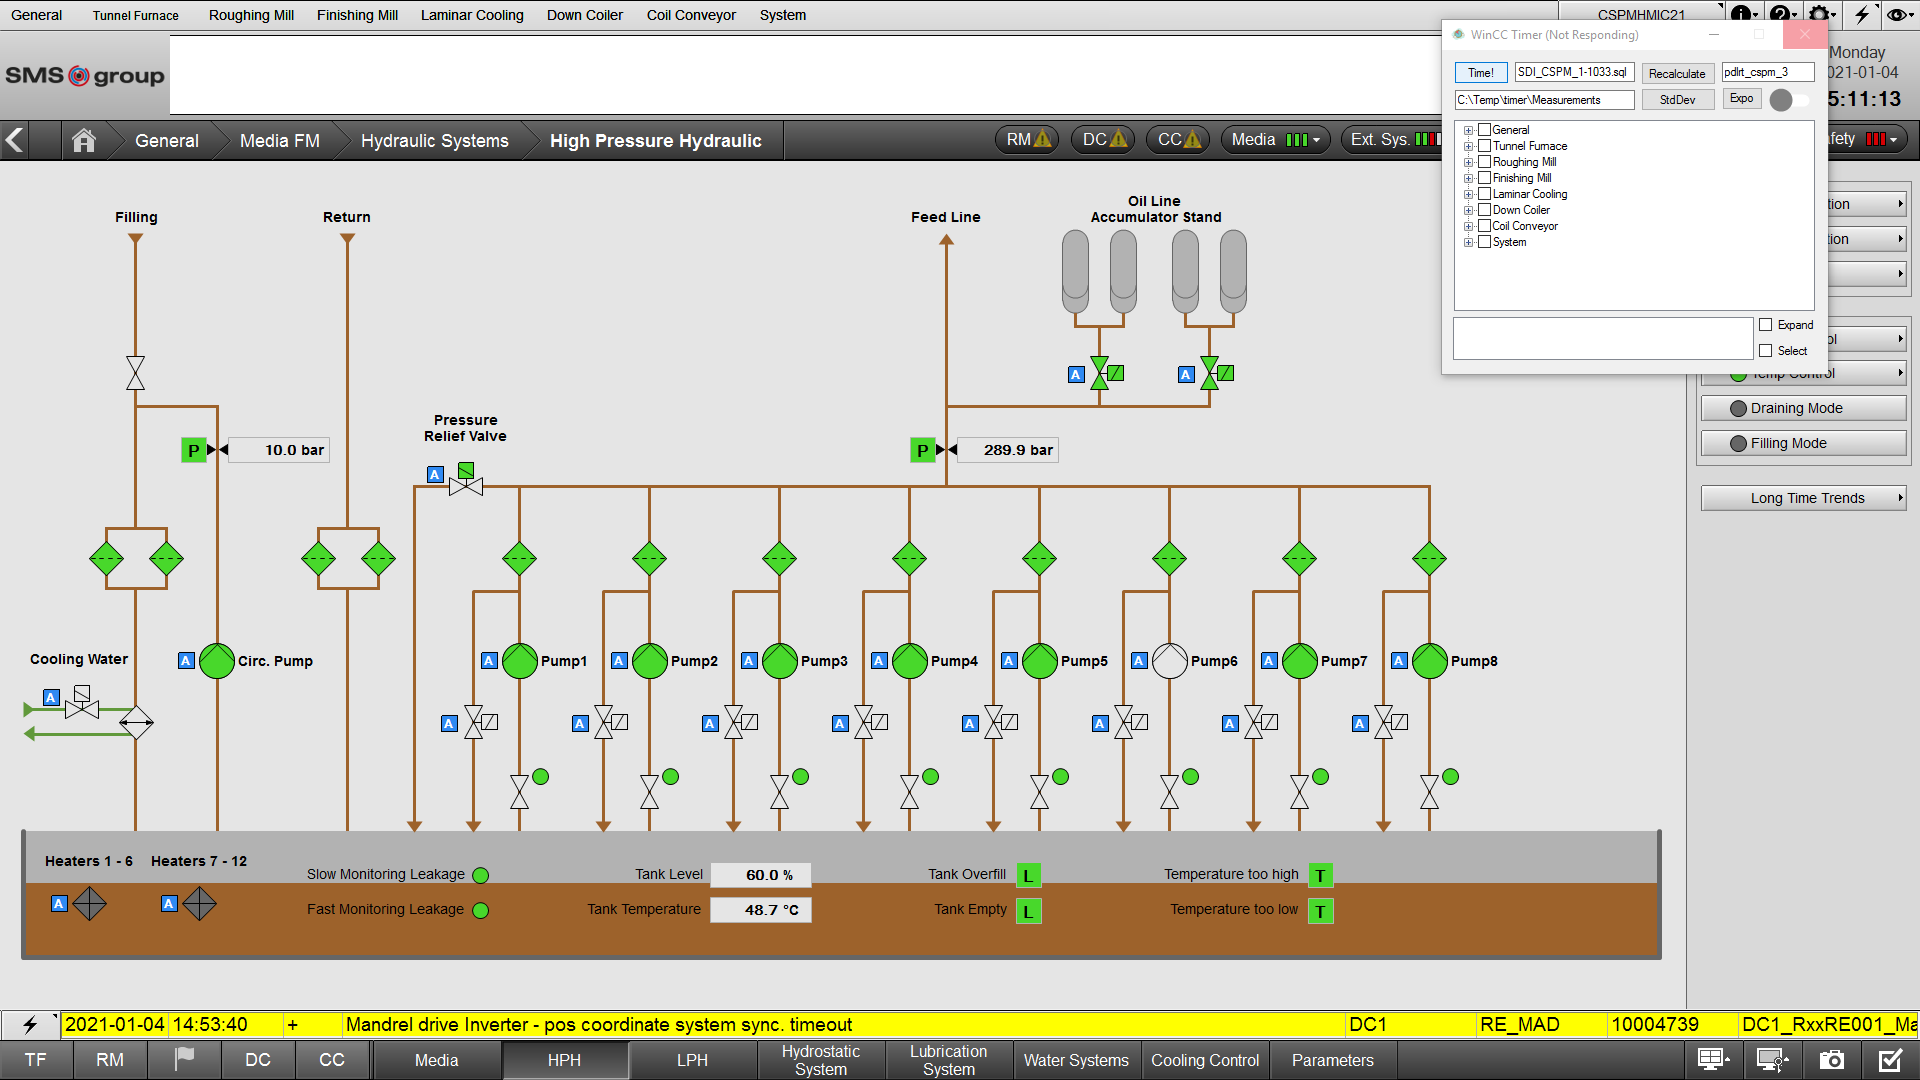 General Tunnel Furnace Roughing Mill Finishing Mill Laminar Cooling Down Coiler Coil Conveyor System CSPMHMIC21
WinCC Timer (Not Responding)
Monday
SMS group
2021-01-04
Time! SDI_CSPM_1-1033.sql Recalculate pdlrt_cspm_3
C:\Temp\timer\Measurements StdDev Expo
5:11:13
General Media FM Hydraulic Systems High Pressure Hydraulic RM DC CC Media Ext. Sys. fety
General
Tunnel Furnace
Roughing Mill
Finishing Mill
Laminar Cooling
Down Coiler
Coil Conveyor
System
Expand
Select
tion
tion
ol
Temp Control
Draining Mode
Filling Mode
Long Time Trends
Filling Return Feed Line
Oil Line
Accumulator Stand
A A
Pressure
Relief Valve
P 10.0 bar P 289.9 bar
A
Cooling Water
A Circ. Pump A Pump1 A Pump2 A Pump3 A Pump4 A Pump5 A Pump6 A Pump7 A Pump8
A
A A A A A A A A
Heaters 1 - 6 Heaters 7 - 12
Slow Monitoring Leakage Tank Level 60.0 % Tank Overfill L Temperature too high T
A A
Fast Monitoring Leakage Tank Temperature 48.7 °C Tank Empty L Temperature too low T
2021-01-04 14:53:40 + Mandrel drive Inverter - pos coordinate system sync. timeout DC1 RE_MAD 10004739 DC1_RxxRE001_Ma
TF RM DC CC Media HPH LPH Hydrostatic System Lubrication System Water Systems Cooling Control Parameters